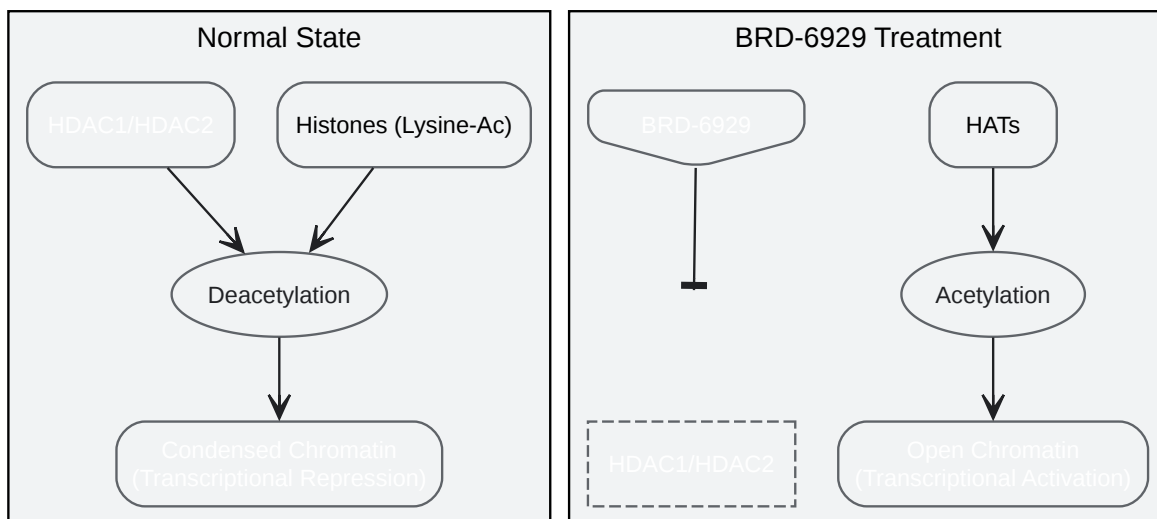 Normal State
HDAC1/HDAC2
Histones (Lysine-Ac)
Deacetylation
Condensed Chromatin
(Transcriptional Repression)
BRD-6929 Treatment
BRD-6929
HATs
Acetylation
HDAC1/HDAC2
Open Chromatin
(Transcriptional Activation)